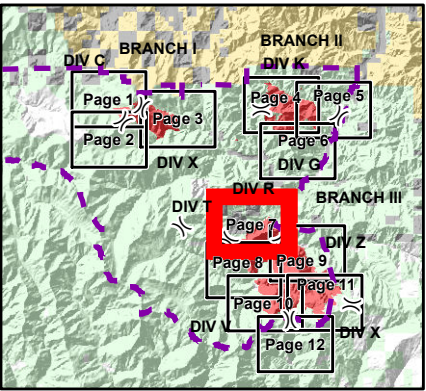 BRANCH I
BRANCH II
DIV C
DIV K
Page 1
Page 4
Page 5
Page 3
Page 2
Page 6
DIV X
DIV G
DIV R
BRANCH III
DIV T
Page 7
DIV Z
Page 8
Page 9
Page 11
Page 10
DIV V
DIV X
Page 12